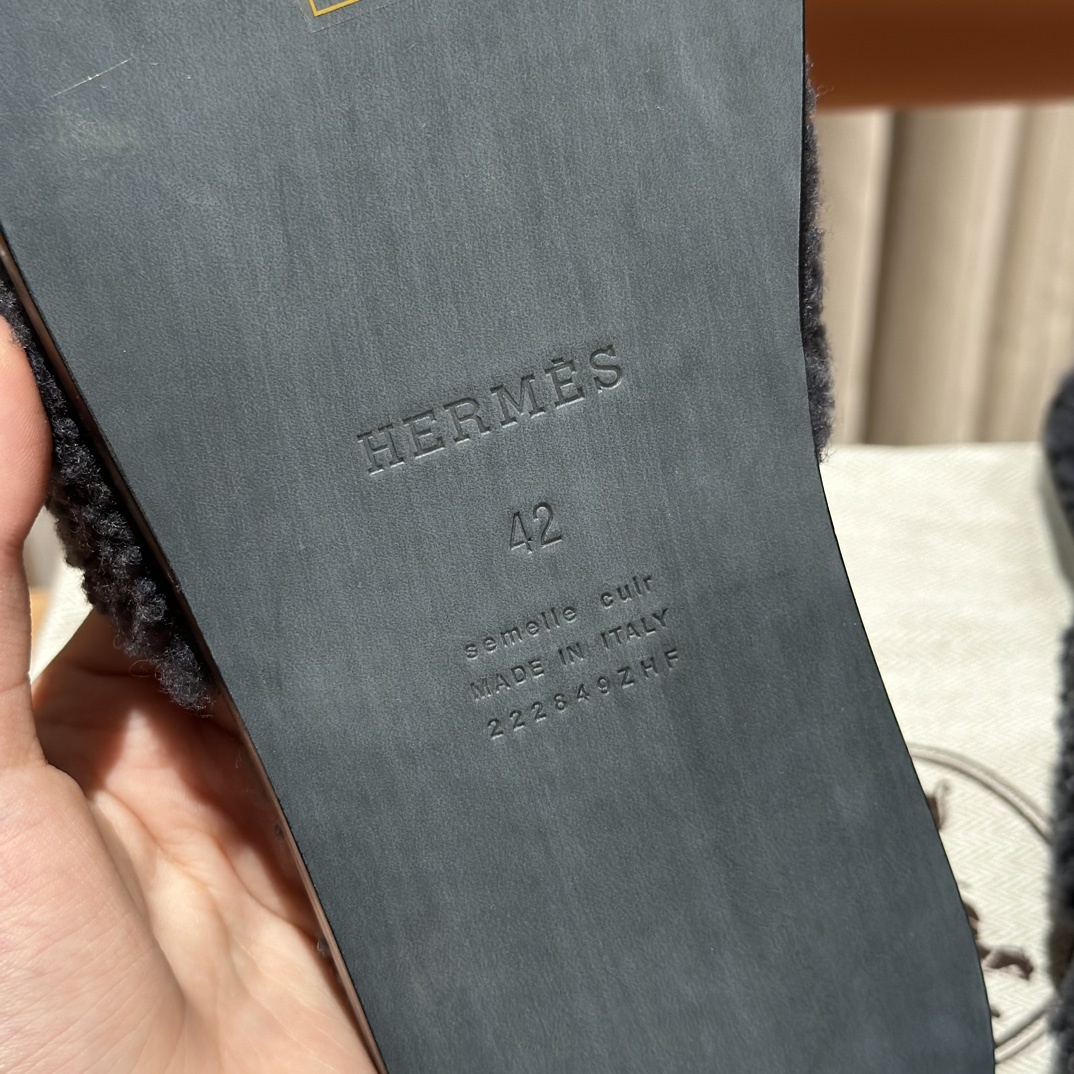 HERMÈS
42
semelle cuir
MADE IN ITALY
222849ZHF